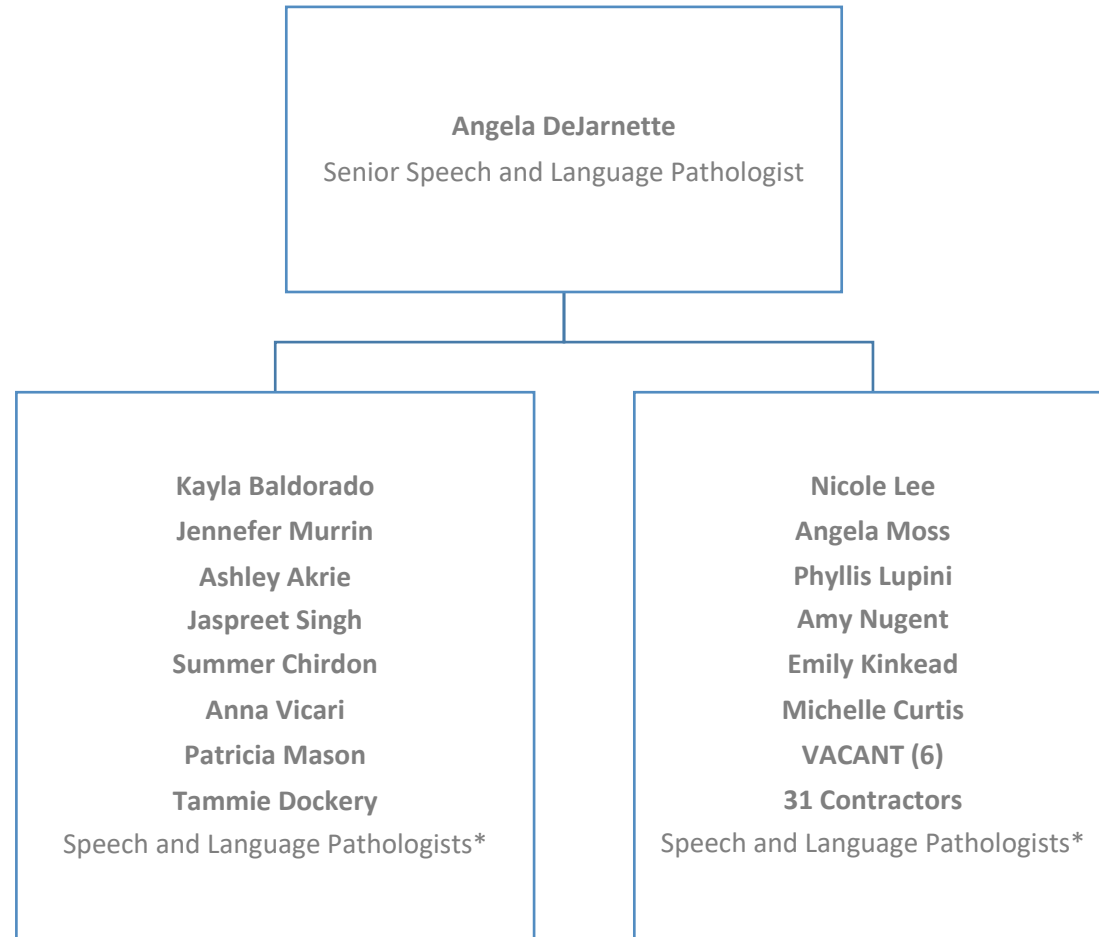 Angela DeJarnette
Senior Speech and Language Pathologist
Kayla Baldorado
Jennefer Murrin
Ashley Akrie
Jaspreet Singh
Summer Chirdon
Anna Vicari
Patricia Mason
Tammie Dockery
Speech and Language Pathologists*
Nicole Lee
Angela Moss
Phyllis Lupini
Amy Nugent
Emily Kinkead
Michelle Curtis
VACANT (6)
31 Contractors
Speech and Language Pathologists*